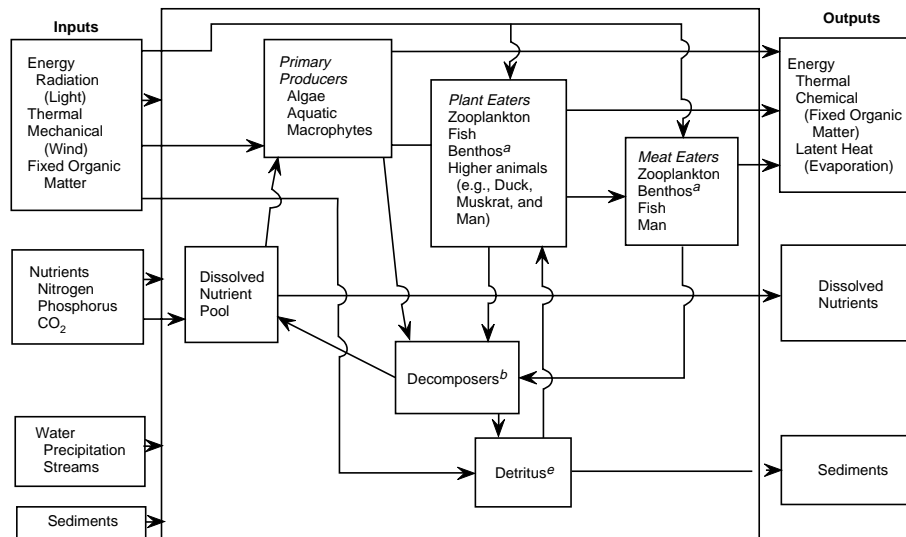 Inputs
Outputs
Energy
Radiation
(Light)
Thermal
Mechanical
(Wind)
Fixed Organic
Matter
Primary
Producers
Algae
Aquatic
Macrophytes
Plant Eaters
Zooplankton
Fish
Benthosa
Higher animals
(e.g., Duck,
Muskrat, and
Man)
Meat Eaters
Zooplankton
Benthosa
Fish
Man
Energy
Thermal
Chemical
(Fixed Organic
Matter)
Latent Heat
(Evaporation)
Nutrients
Nitrogen
Phosphorus
CO2
Dissolved
Nutrient
Pool
Dissolved
Nutrients
Decomposersb
Water
Precipitation
Streams
Detrituse
Sediments
Sediments